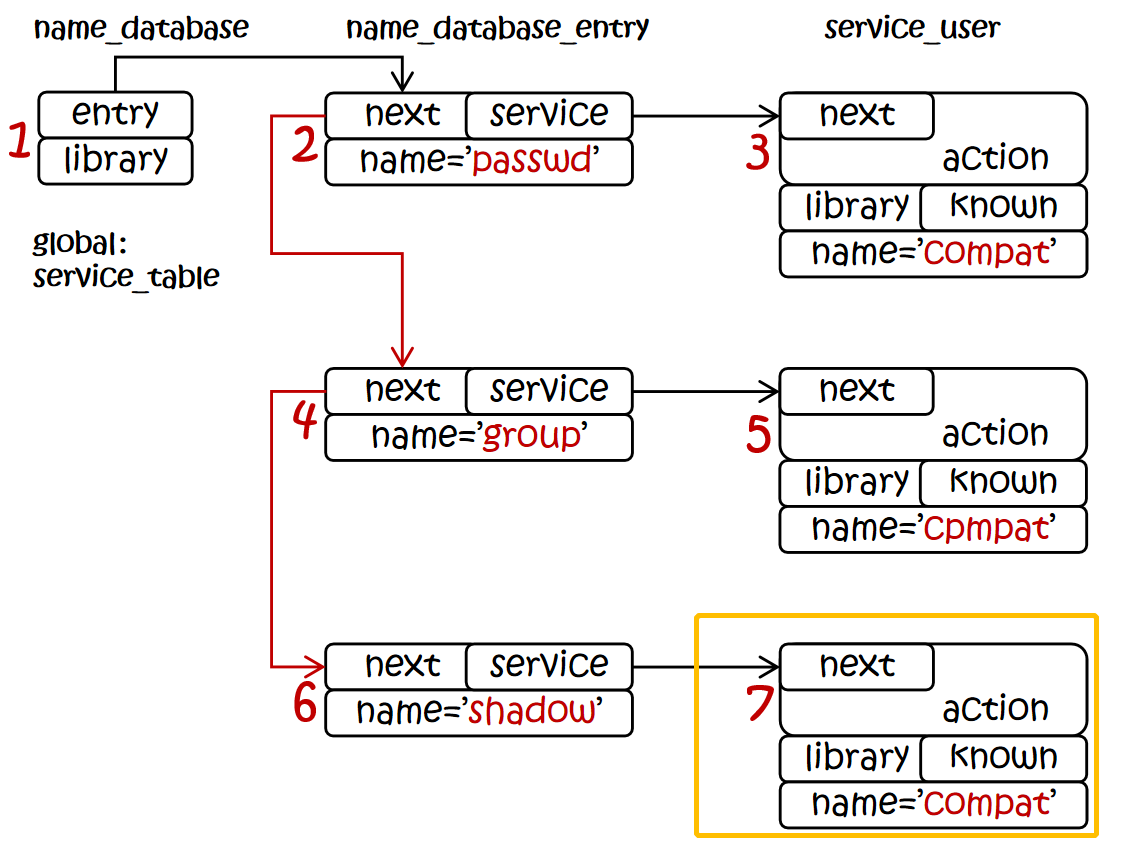 name_database
name_database_entry
service_user
entry
library
1
global:
service_table
next
service
name='passwd'
2
next
action
library
known
name='compat'
3
next
service
name='group'
4
next
action
library
known
name='cpmpat'
5
next
service
name='shadow'
6
next
action
library
known
name='compat'
7